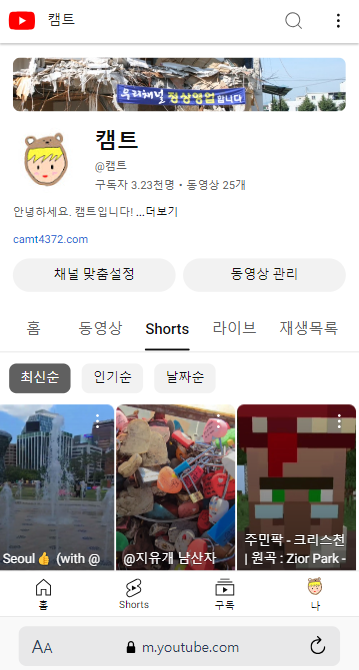 캠트
우리채널 정상영업입니다
캠트
@캠트
구독자 3.23천명 • 동영상 25개
안녕하세요. 캠트입니다! ...더보기
camt4372.com
채널 맞춤설정
동영상 관리
홈
동영상
Shorts
라이브
재생목록
최신순
인기순
날짜순
Seoul👍 (with @
@지유개 남산자
주민팍 - 크리스천
| 원곡 : Zior Park -
홈
Shorts
구독
나
AA
m.youtube.com